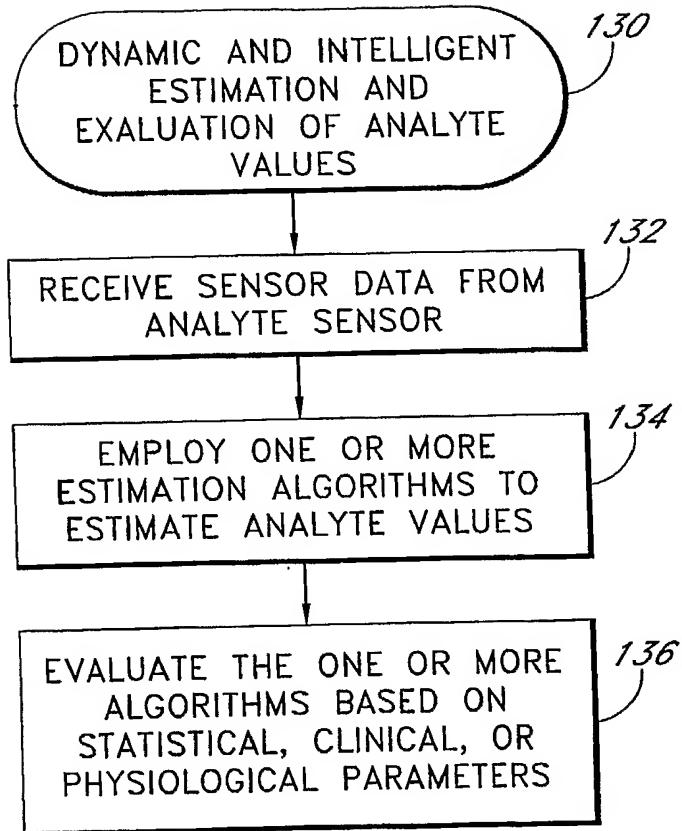 130
DYNAMIC AND INTELLIGENT
ESTIMATION AND
EXALUATION OF ANALYTE
VALUES
132
RECEIVE SENSOR DATA FROM
ANALYTE SENSOR
134
EMPLOY ONE OR MORE
ESTIMATION ALGORITHMS TO
ESTIMATE ANALYTE VALUES
136
EVALUATE THE ONE OR MORE
ALGORITHMS BASED ON
STATISTICAL, CLINICAL, OR
PHYSIOLOGICAL PARAMETERS